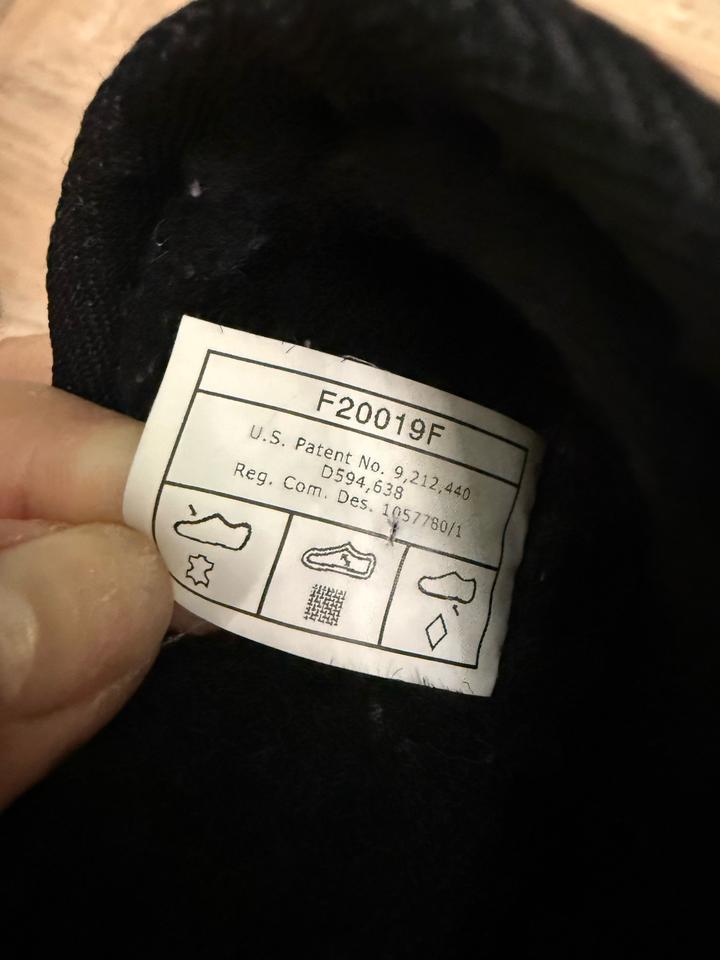 F20019F
U.S. Patent No. 9,212,440
D594,638
Reg. Com. Des. 1057780/1